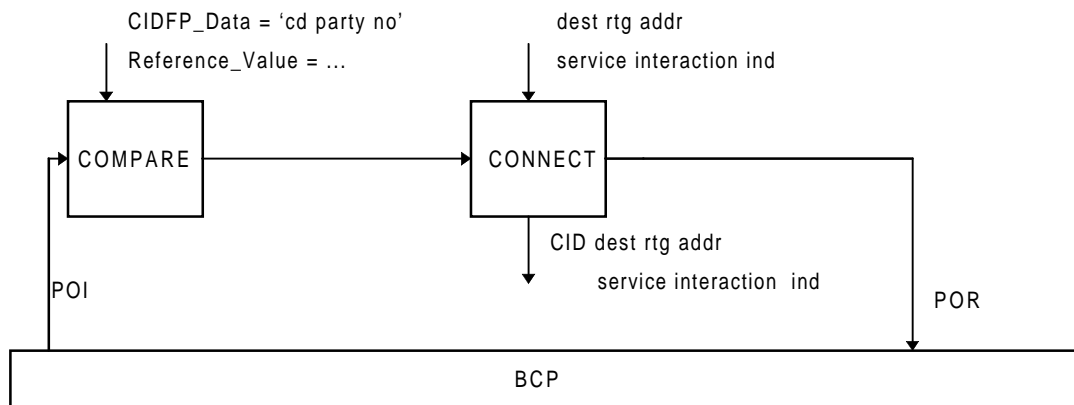 CIDFP_Data = ‘cd party no’
dest rtg addr
Reference_Value = ...
service interaction ind
COMPARE
CONNECT
CID dest rtg addr
service interaction ind
POI
POR
BCP